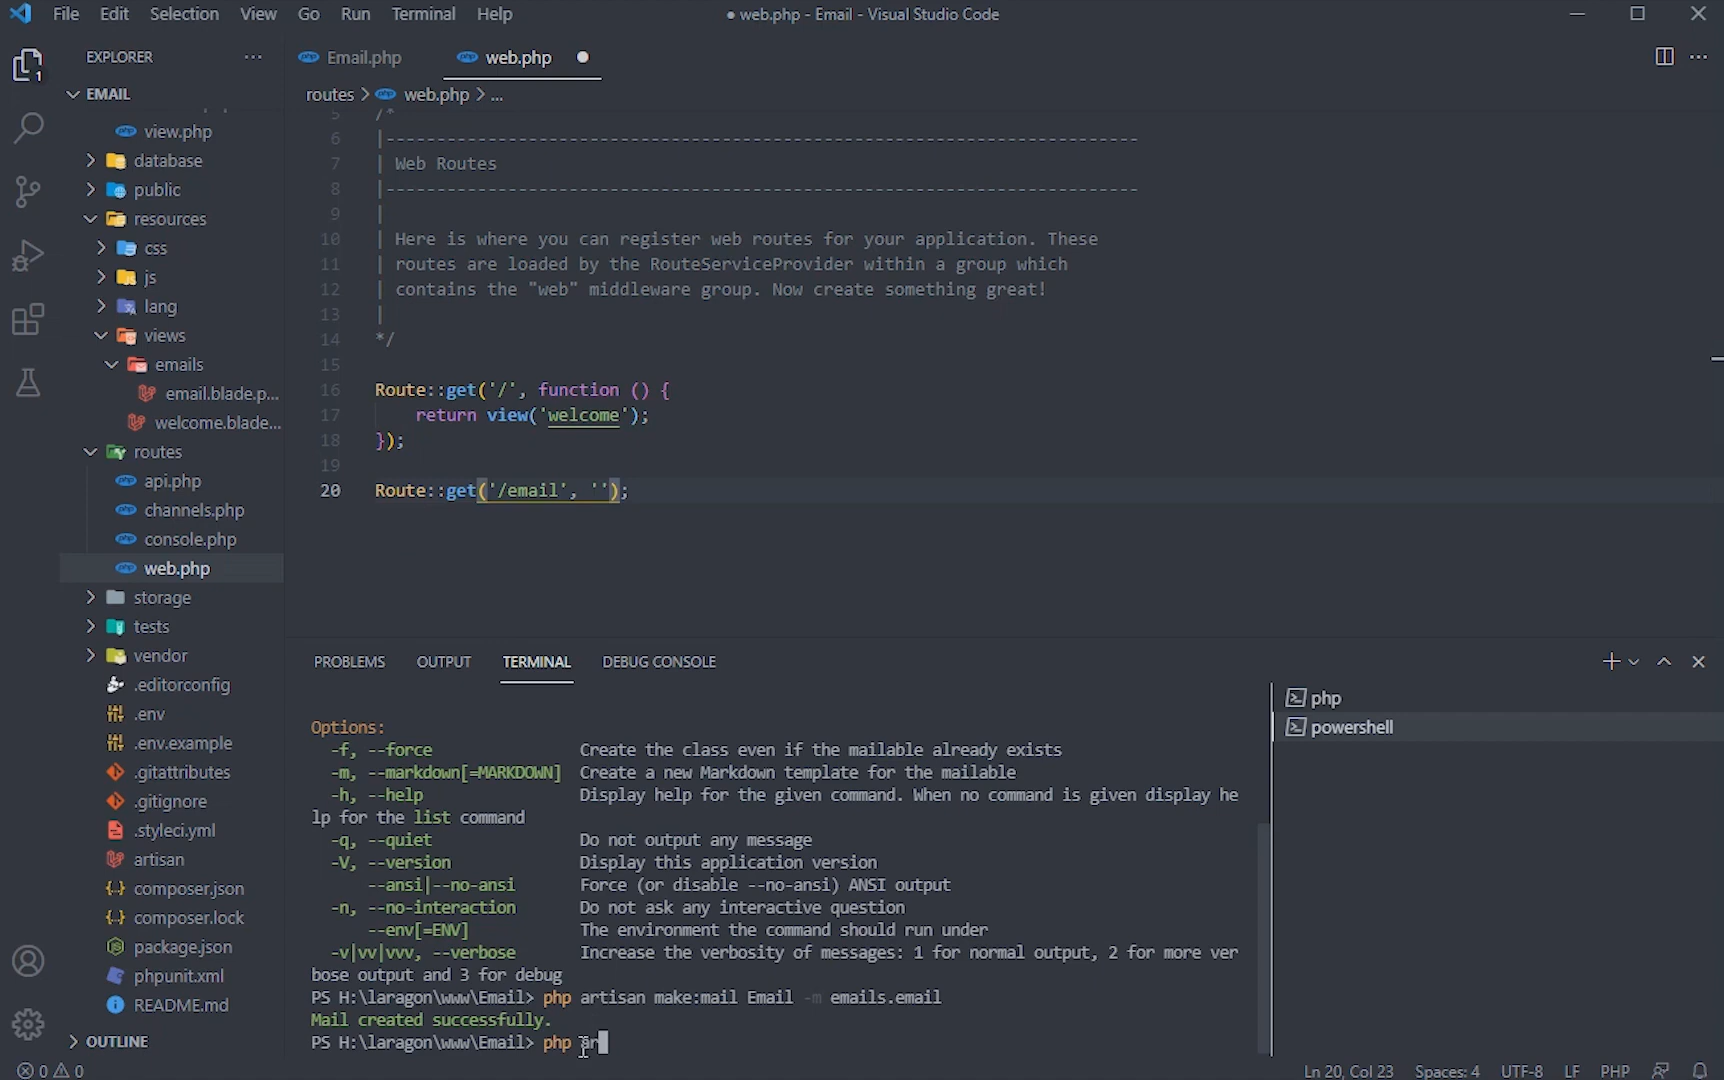 File Edit Selection View Go Run Terminal Help
● web.php - Email - Visual Studio Code
EXPLORER ...
1
EMAIL
view.php
database
public
resources
css
js
lang
views
emails
email.blade.p...
welcome.blade...
routes
api.php
channels.php
console.php
web.php
storage
tests
vendor
.editorconfig
.env
.env.example
.gitattributes
.gitignore
.styleci.yml
artisan
composer.json
composer.lock
package.json
phpunit.xml
README.md
OUTLINE
Email.php web.php ●
routes > web.php > ...
5 /*
6 |--------------------------------------------------------------------------
7 | Web Routes
8 |--------------------------------------------------------------------------
9 |
10 | Here is where you can register web routes for your application. These
11 | routes are loaded by the RouteServiceProvider within a group which
12 | contains the "web" middleware group. Now create something great!
13 |
14 */
15
16 Route::get('/', function () {
17 return view('welcome');
18 });
19
20 Route::get('/email', '');
PROBLEMS OUTPUT TERMINAL DEBUG CONSOLE
php
powershell
Options:
-f, --force Create the class even if the mailable already exists
-m, --markdown[=MARKDOWN] Create a new Markdown template for the mailable
-h, --help Display help for the given command. When no command is given display he
lp for the list command
-q, --quiet Do not output any message
-V, --version Display this application version
--ansi|--no-ansi Force (or disable --no-ansi) ANSI output
-n, --no-interaction Do not ask any interactive question
--env[=ENV] The environment the command should run under
-v|vv|vvv, --verbose Increase the verbosity of messages: 1 for normal output, 2 for more ver
bose output and 3 for debug
PS H:\laragon\www\Email> php artisan make:mail Email -m emails.email
Mail created successfully.
PS H:\laragon\www\Email> php ar
0 0
Ln 20, Col 23 Spaces: 4 UTF-8 LF PHP